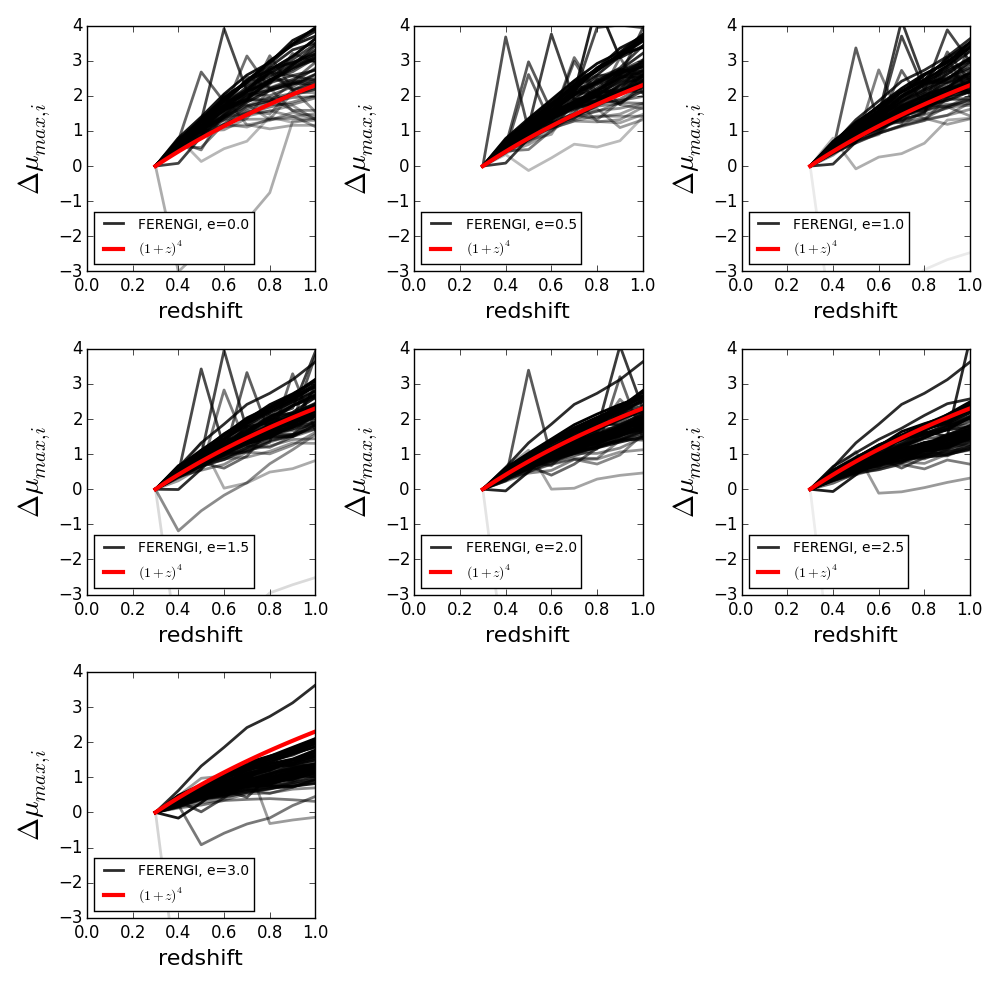 4
3
2
1
0
−1
−2
−3
Δμmax,i
FERENGI, e=0.0
(1+z)^4
0.0 0.2 0.4 0.6 0.8 1.0
redshift
4
3
2
1
0
−1
−2
−3
Δμmax,i
FERENGI, e=0.5
(1+z)^4
0.0 0.2 0.4 0.6 0.8 1.0
redshift
4
3
2
1
0
−1
−2
−3
Δμmax,i
FERENGI, e=1.0
(1+z)^4
0.0 0.2 0.4 0.6 0.8 1.0
redshift
4
3
2
1
0
−1
−2
−3
Δμmax,i
FERENGI, e=1.5
(1+z)^4
0.0 0.2 0.4 0.6 0.8 1.0
redshift
4
3
2
1
0
−1
−2
−3
Δμmax,i
FERENGI, e=2.0
(1+z)^4
0.0 0.2 0.4 0.6 0.8 1.0
redshift
4
3
2
1
0
−1
−2
−3
Δμmax,i
FERENGI, e=2.5
(1+z)^4
0.0 0.2 0.4 0.6 0.8 1.0
redshift
4
3
2
1
0
−1
−2
−3
Δμmax,i
FERENGI, e=3.0
(1+z)^4
0.0 0.2 0.4 0.6 0.8 1.0
redshift